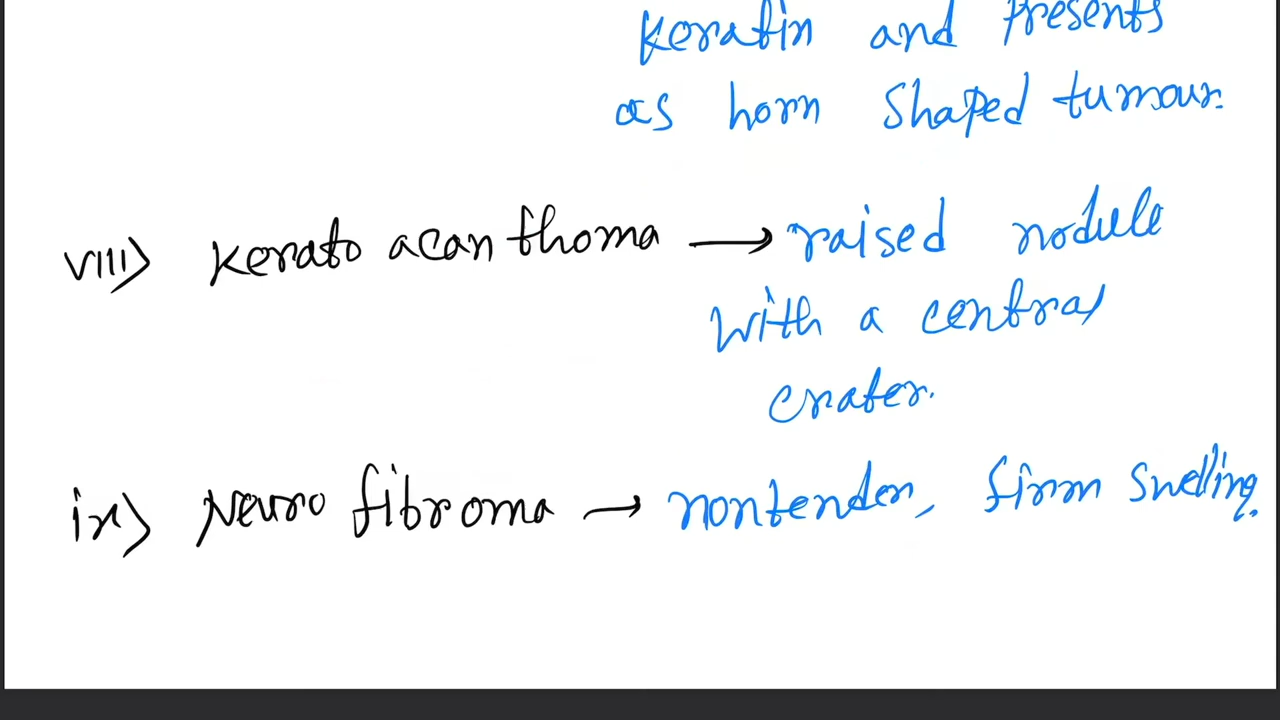 Keratin and Presents
as horn Shaped tumour.
viii) Kerato acanthoma → raised nodule
with a central
crater.
ix) Neuro fibroma → nontender, firm Swelling.